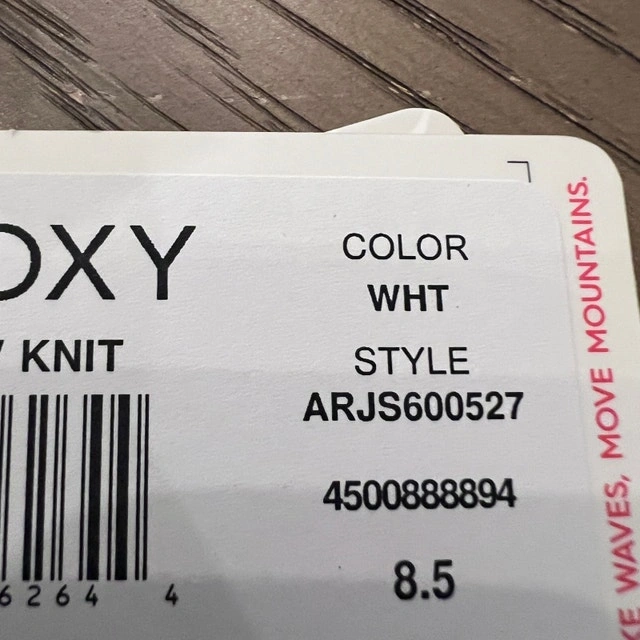 OXY
COLOR
WHT
KNIT
STYLE
ARJS600527
4500888894
8.5
6264 4
WAVES, MOVE MOUNTAINS.